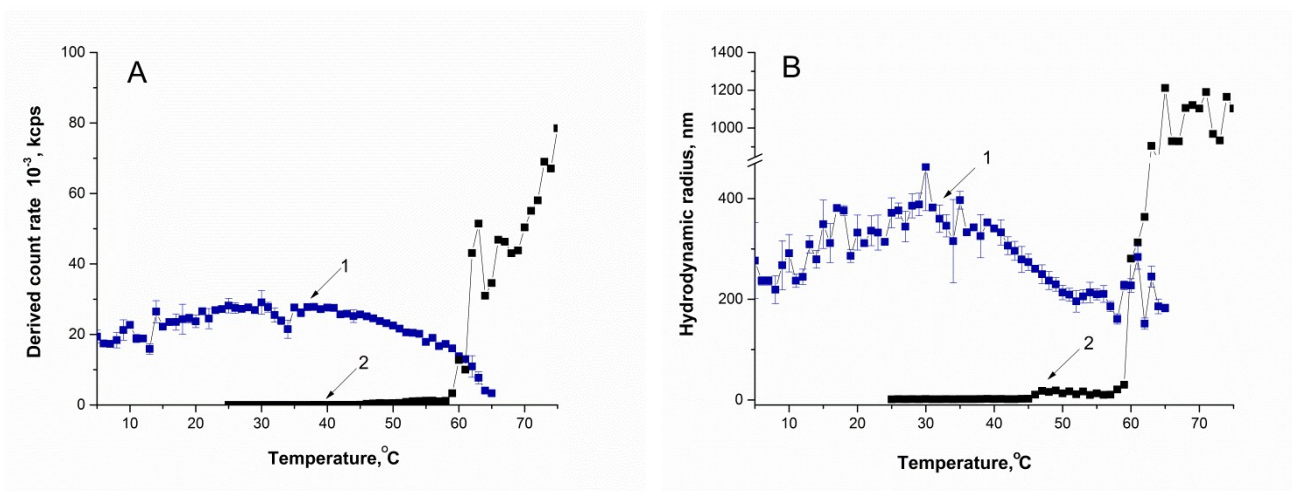 A
Derived count rate 10⁻³, kcps
100
80
60
40
20
0
1
2
10 20 30 40 50 60 70
Temperature,°C
B
Hydrodynamic radius, nm
1400
1200
1000
400
200
0
1
2
10 20 30 40 50 60 70
Temperature,°C